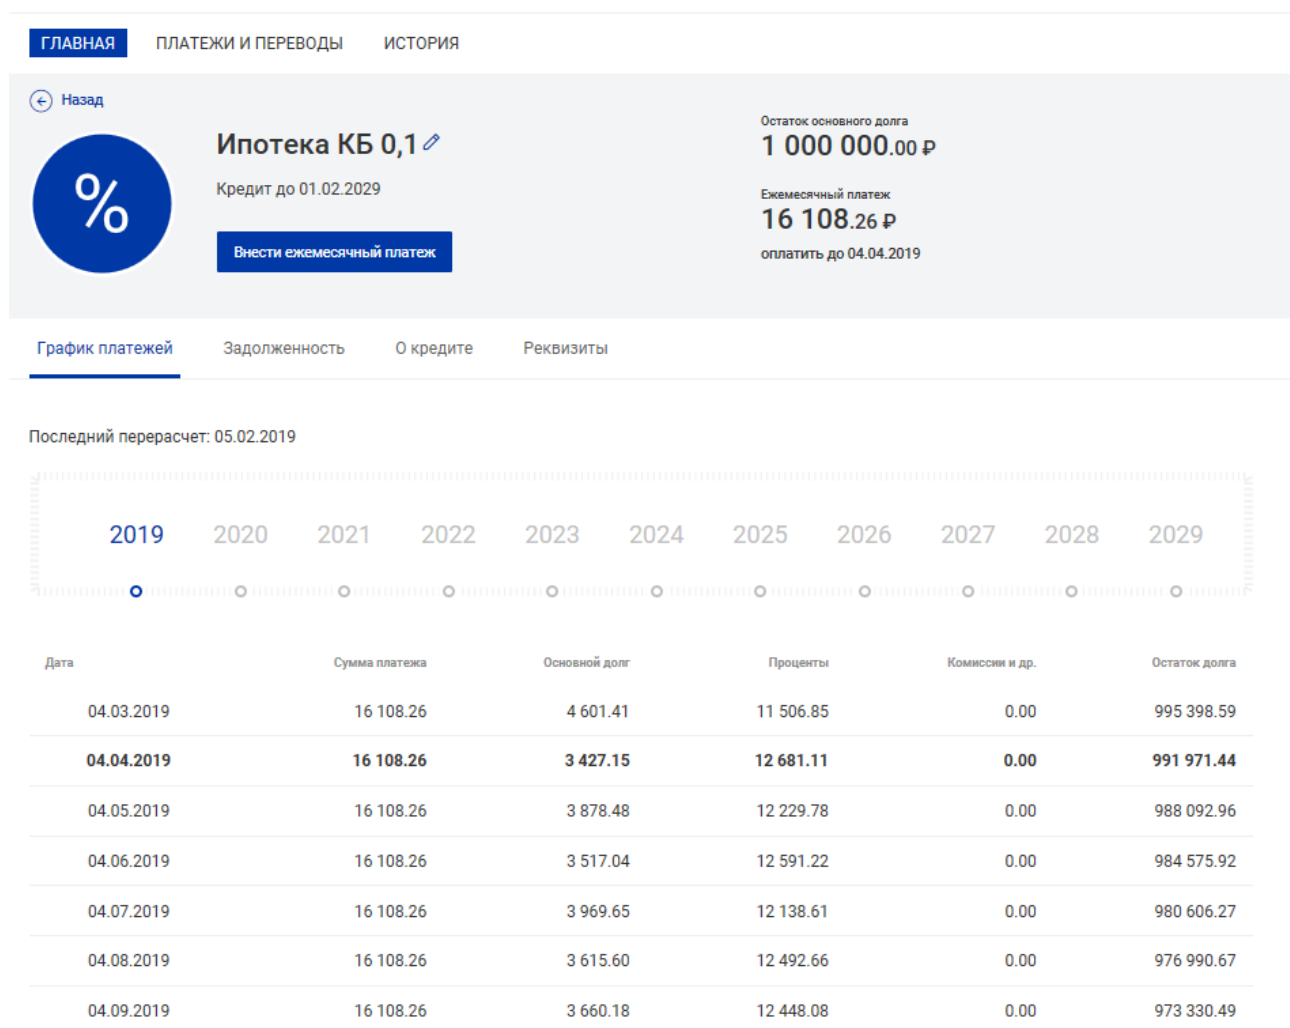 ГЛАВНАЯ ПЛАТЕЖИ И ПЕРЕВОДЫ ИСТОРИЯ
Назад
%
Ипотека КБ 0,1
Кредит до 01.02.2029
Внести ежемесячный платеж
Остаток основного долга
1 000 000.00 ₽
Ежемесячный платеж
16 108.26 ₽
оплатить до 04.04.2019
График платежей Задолженность О кредите Реквизиты
Последний перерасчет: 05.02.2019
2019 2020 2021 2022 2023 2024 2025 2026 2027 2028 2029
Дата Сумма платежа Основной долг Проценты Комиссии и др. Остаток долга
04.03.2019 16 108.26 4 601.41 11 506.85 0.00 995 398.59
04.04.2019 16 108.26 3 427.15 12 681.11 0.00 991 971.44
04.05.2019 16 108.26 3 878.48 12 229.78 0.00 988 092.96
04.06.2019 16 108.26 3 517.04 12 591.22 0.00 984 575.92
04.07.2019 16 108.26 3 969.65 12 138.61 0.00 980 606.27
04.08.2019 16 108.26 3 615.60 12 492.66 0.00 976 990.67
04.09.2019 16 108.26 3 660.18 12 448.08 0.00 973 330.49